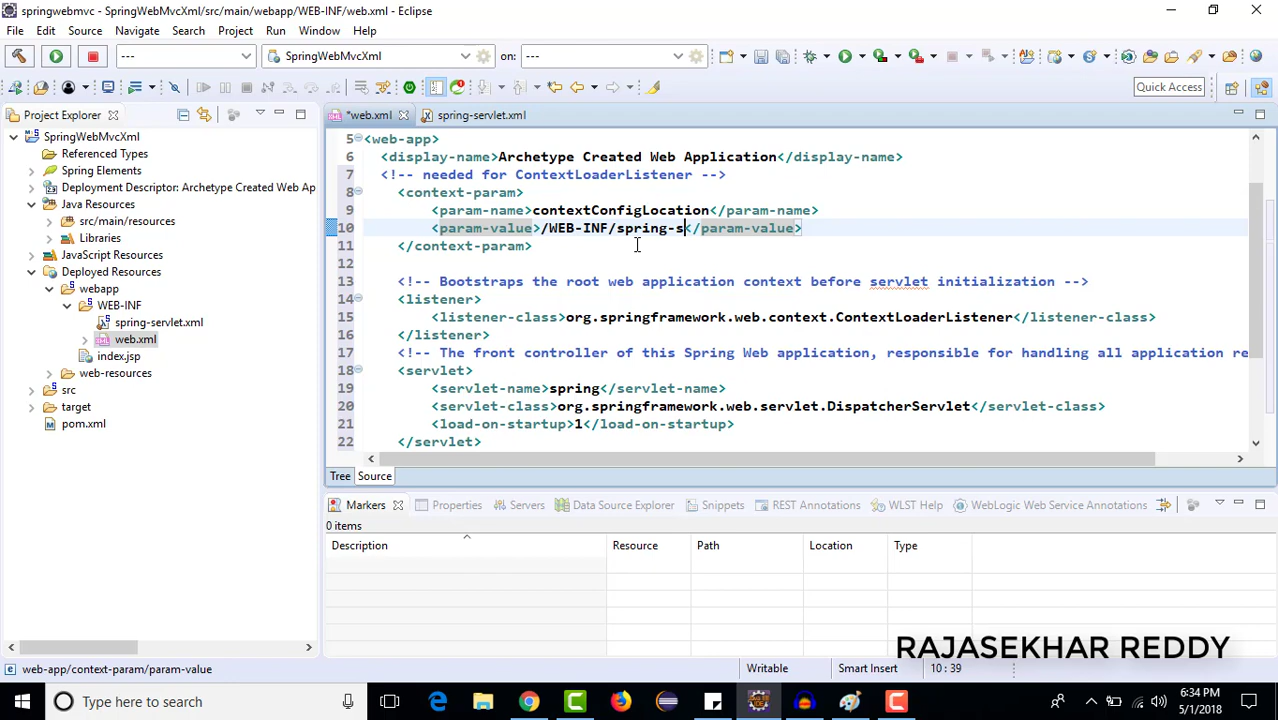 springwebmvc - SpringWebMvcXml/src/main/webapp/WEB-INF/web.xml - Eclipse
File Edit Source Navigate Search Project Run Window Help
--- SpringWebMvcXml on: ---
Quick Access
Project Explorer
SpringWebMvcXml
Referenced Types
Spring Elements
Deployment Descriptor: Archetype Created Web Ap
Java Resources
src/main/resources
Libraries
JavaScript Resources
Deployed Resources
webapp
WEB-INF
spring-servlet.xml
web.xml
index.jsp
web-resources
src
target
pom.xml
*web.xml spring-servlet.xml
5 <web-app>
6 <display-name>Archetype Created Web Application</display-name>
7 <!-- needed for ContextLoaderListener -->
8 <context-param>
9 <param-name>contextConfigLocation</param-name>
10 <param-value>/WEB-INF/spring-s</param-value>
11 </context-param>
12
13 <!-- Bootstraps the root web application context before servlet initialization -->
14 <listener>
15 <listener-class>org.springframework.web.context.ContextLoaderListener</listener-class>
16 </listener>
17 <!-- The front controller of this Spring Web application, responsible for handling all application re
18 <servlet>
19 <servlet-name>spring</servlet-name>
20 <servlet-class>org.springframework.web.servlet.DispatcherServlet</servlet-class>
21 <load-on-startup>1</load-on-startup>
22 </servlet>
Tree Source
Markers Properties Servers Data Source Explorer Snippets REST Annotations WLST Help WebLogic Web Service Annotations
0 items
Description Resource Path Location Type
RAJASEKHAR REDDY
web-app/context-param/param-value Writable Smart Insert 10 : 39
Type here to search 6:34 PM
5/1/2018